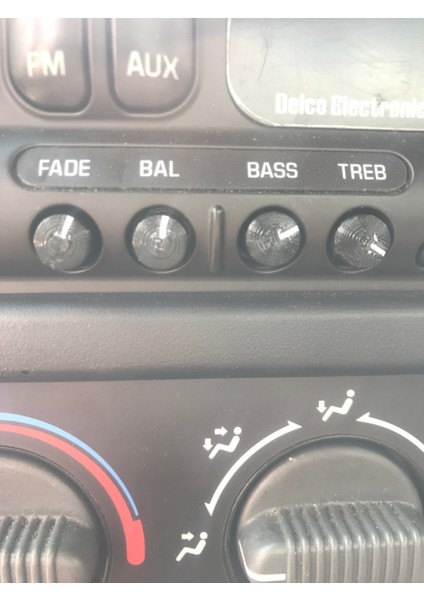 FM AUX
Delco Electronic
FADE BAL BASS TREB